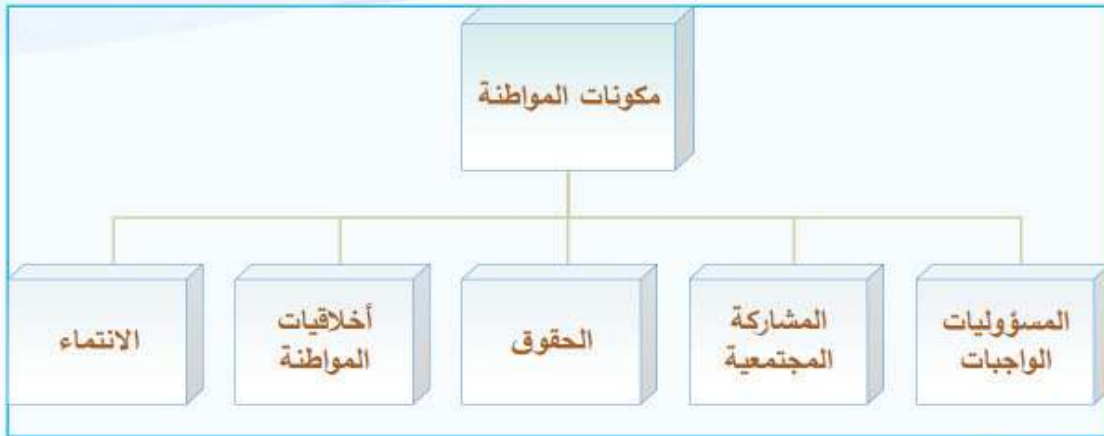 مكونات المواطنة
المسؤوليات
الواجبات
المشاركة
المجتمعية
الحقوق
أخلاقيات
المواطنة
الانتماء